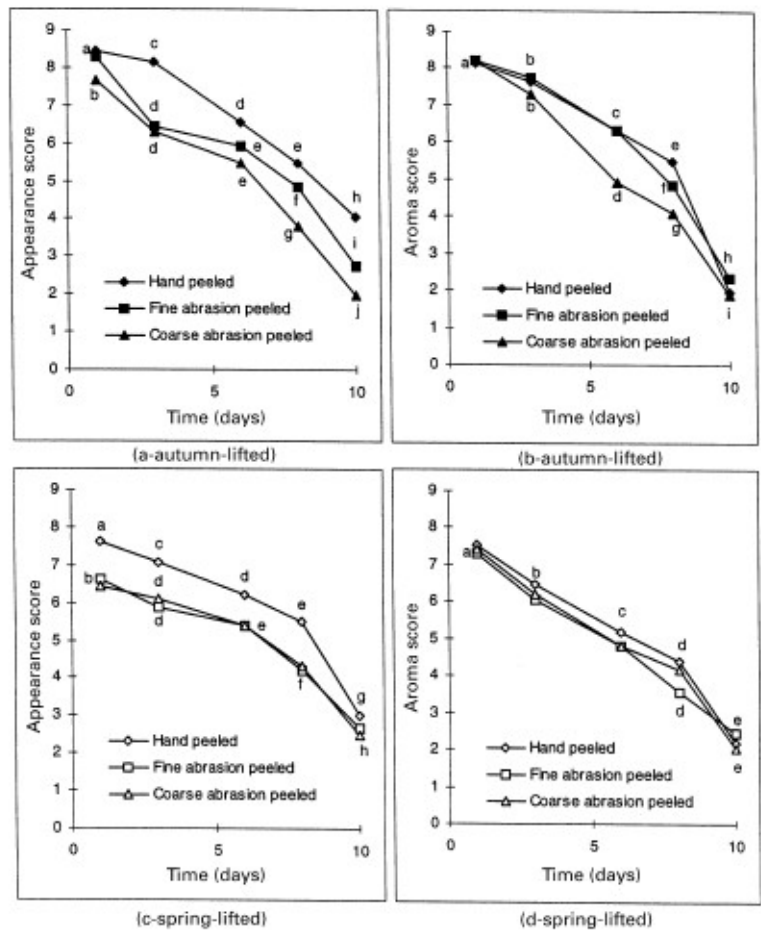 9
8
7
6
5
4
3
2
1
0
Appearance score
a
b
c
d
d
d
e
e
e
f
g
h
i
j
Hand peeled
Fine abrasion peeled
Coarse abrasion peeled
0 5 10
Time (days)
(a-autumn-lifted)
9
8
7
6
5
4
3
2
1
0
Aroma score
a
b
b
c
d
e
f
g
h
i
Hand peeled
Fine abrasion peeled
Coarse abrasion peeled
0 5 10
Time (days)
(b-autumn-lifted)
9
8
7
6
5
4
3
2
1
0
Appearance score
a
b
c
d
d
d
e
e
f
g
h
Hand peeled
Fine abrasion peeled
Coarse abrasion peeled
0 5 10
Time (days)
(c-spring-lifted)
9
8
7
6
5
4
3
2
1
0
Aroma score
a
b
c
d
d
e
e
Hand peeled
Fine abrasion peeled
Coarse abrasion peeled
0 5 10
Time (days)
(d-spring-lifted)